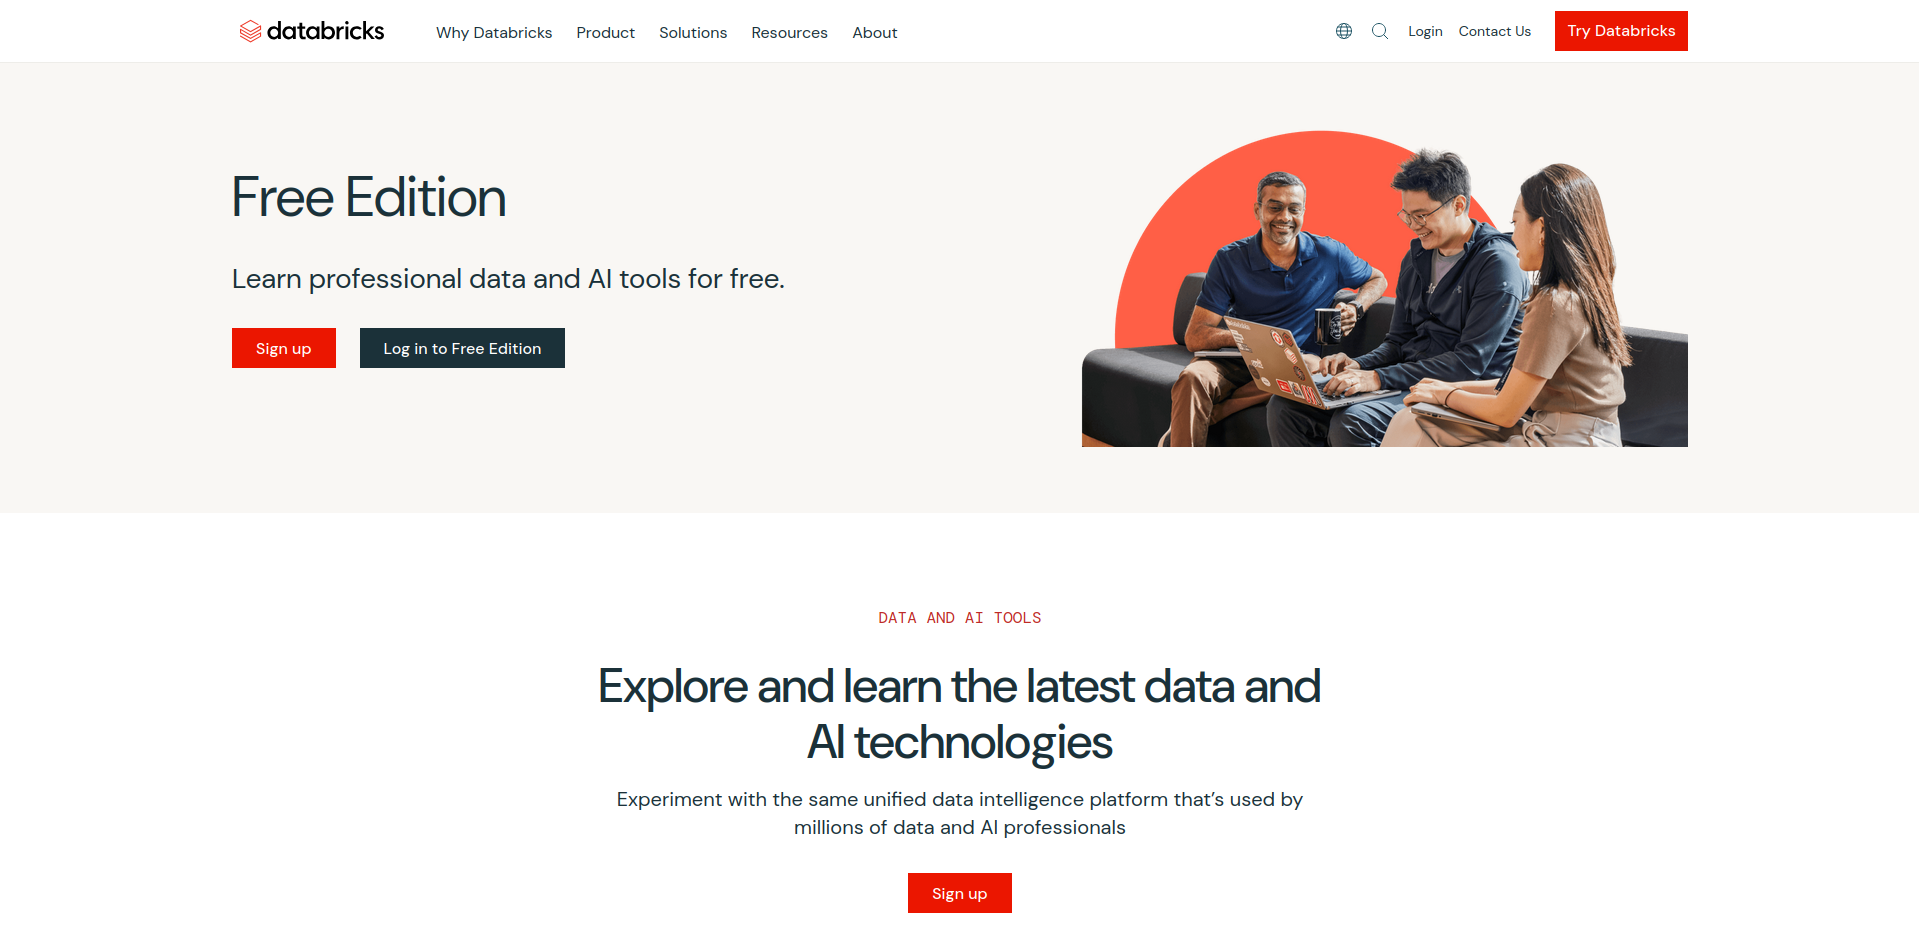 databricks
Why Databricks
Product
Solutions
Resources
About
Login
Contact Us
Try Databricks
Free Edition
Learn professional data and AI tools for free.
Sign up
Log in to Free Edition
DATA AND AI TOOLS
Explore and learn the latest data and
AI technologies
Experiment with the same unified data intelligence platform that’s used by
millions of data and AI professionals
Sign up